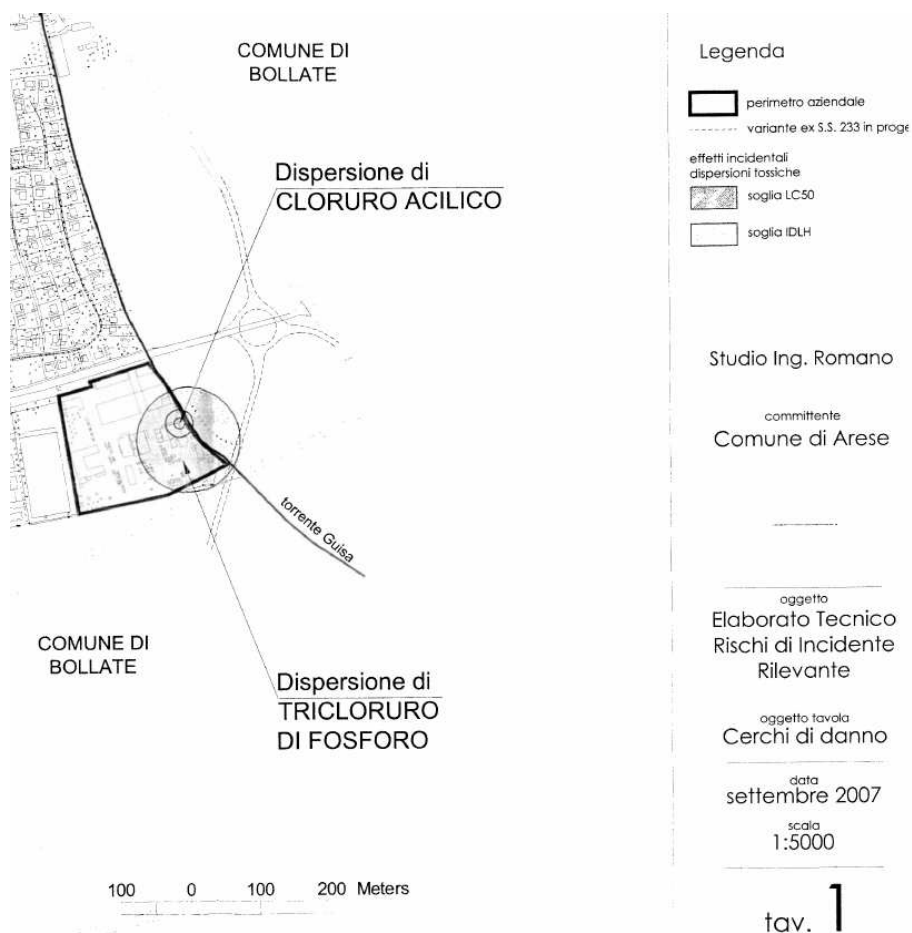 COMUNE DI
BOLLATE
Dispersione di
CLORURO ACILICO
torrente Guisa
COMUNE DI
BOLLATE
Dispersione di
TRICLORURO
DI FOSFORO
100 0 100 200 Meters
Legenda
perimetro aziendale
variante ex S.S. 233 in proge
effetti incidentali
dispersioni tossiche
soglia LC50
soglia IDLH
Studio Ing. Romano
committente
Comune di Arese
oggetto
Elaborato Tecnico
Rischi di Incidente
Rilevante
oggetto tavola
Cerchi di danno
data
settembre 2007
scala
1:5000
tav. 1